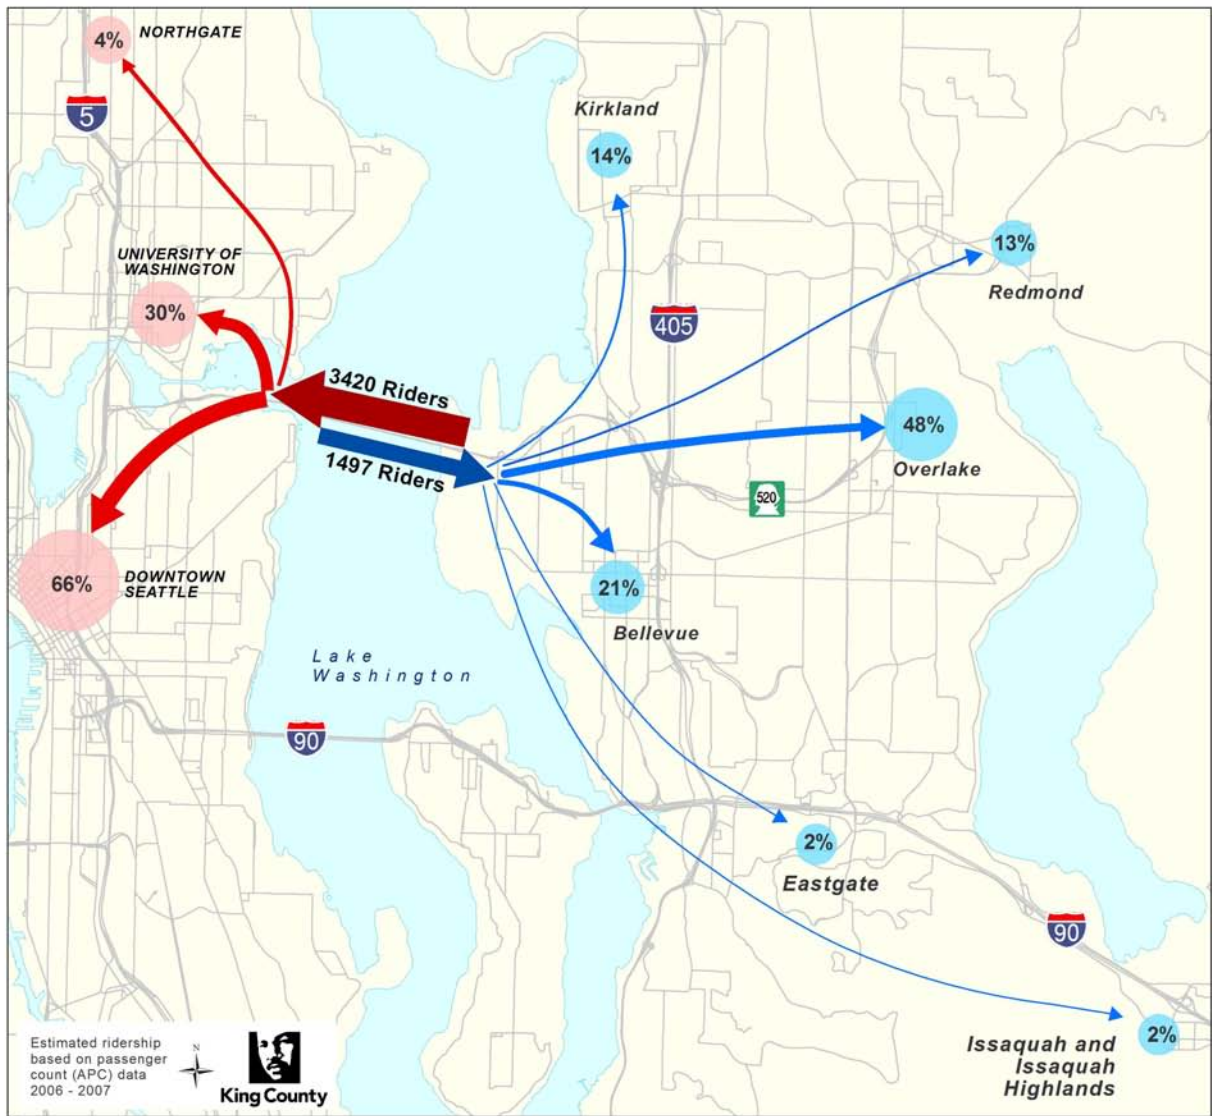 4%
NORTHGATE
5
Kirkland
14%
13%
Redmond
UNIVERSITY OF
WASHINGTON
30%
405
3420 Riders
1497 Riders
48%
Overlake
520
66%
DOWNTOWN
SEATTLE
21%
Bellevue
Lake
Washington
90
2%
Eastgate
90
2%
Issaquah and
Issaquah
Highlands
Estimated ridership
based on passenger
count (APC) data
2006 - 2007
N
King County